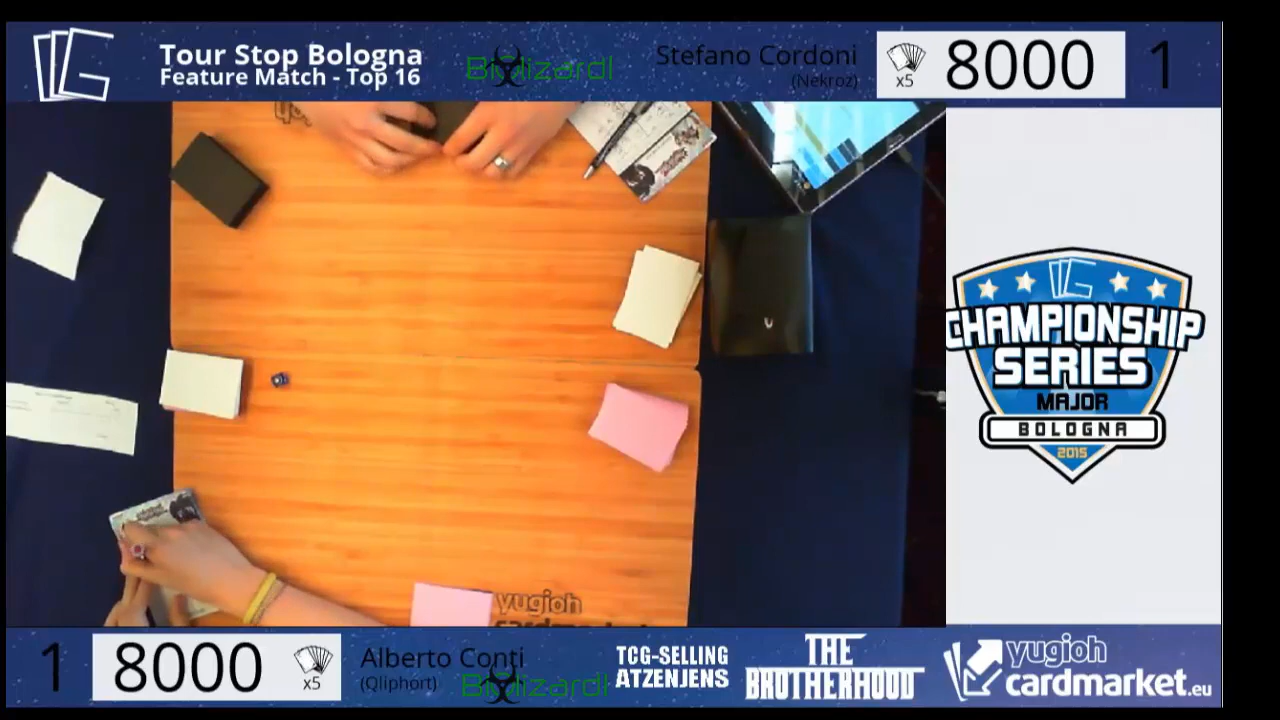 Tour Stop Bologna
Feature Match - Top 16
Biolizard!
Stefano Cordoni
(Nekroz)
x5
8000
1
CHAMPIONSHIP
SERIES
MAJOR
BOLOGNA
2015
yugioh
1
8000
x5
Alberto Conti
(Qliphort)
Biolizard!
TCG-SELLING
ATZENJENS
THE
BROTHERHOOD
yugioh
cardmarket.eu